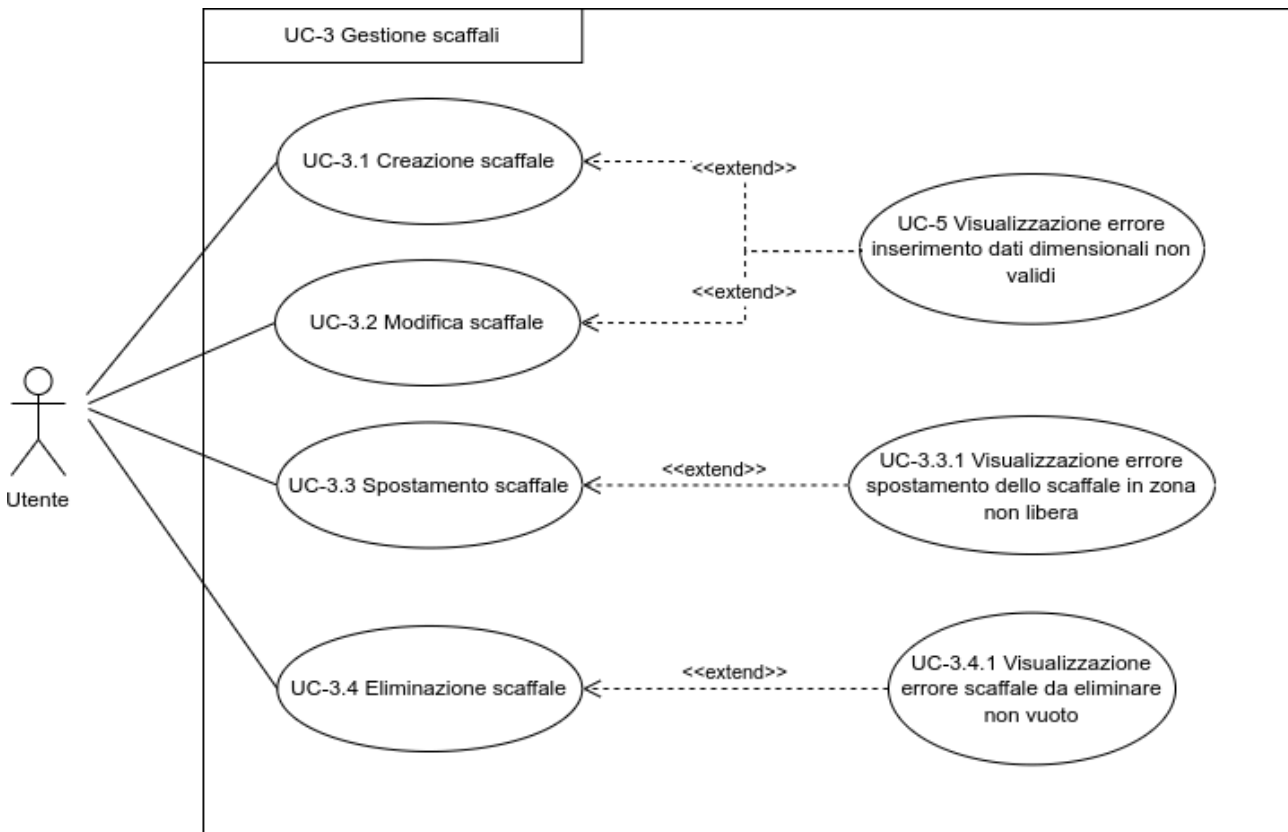 UC-3 Gestione scaffali
UC-3.1 Creazione scaffale
<<extend>>
UC-5 Visualizzazione errore
inserimento dati dimensionali non
validi
<<extend>>
UC-3.2 Modifica scaffale
Utente
UC-3.3 Spostamento scaffale
<<extend>>
UC-3.3.1 Visualizzazione errore
spostamento dello scaffale in zona
non libera
UC-3.4 Eliminazione scaffale
<<extend>>
UC-3.4.1 Visualizzazione
errore scaffale da eliminare
non vuoto